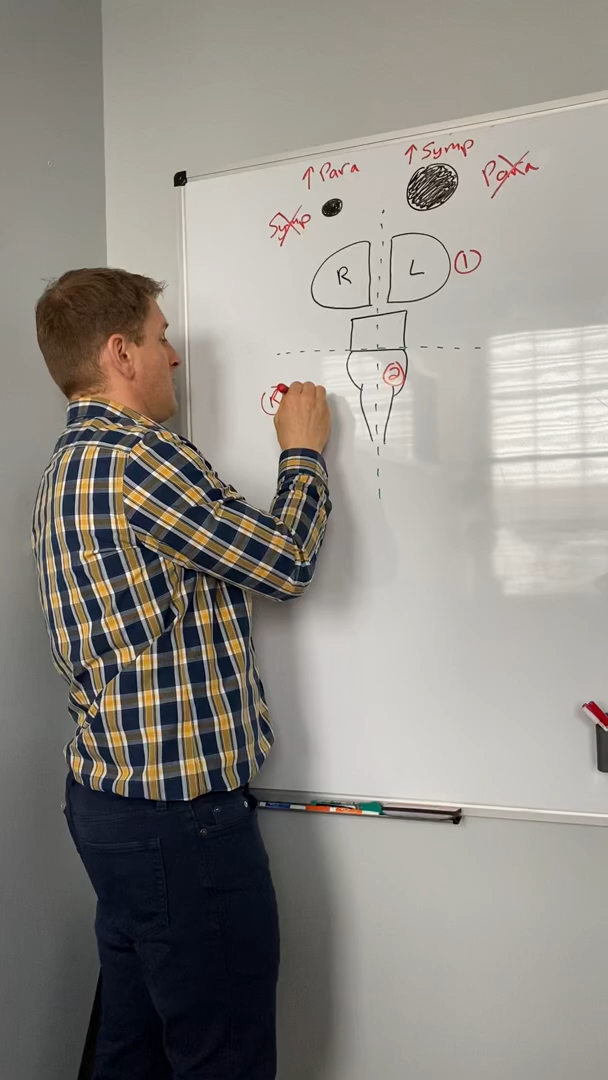 ↑ Symp
↑ Para
Para
Symp
R L ①
②